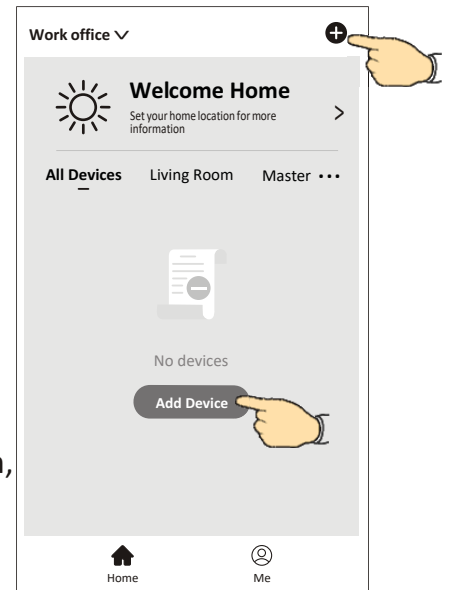 Work office
Welcome Home
Set your home location for more
information
All Devices Living Room Master •••
No devices
Add Device
,
Home Me